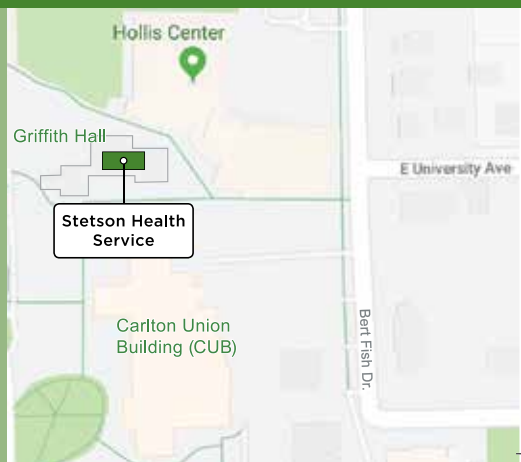 Hollis Center
Griffith Hall
E University Ave
Stetson Health
Service
Carlton Union
Building (CUB)
Bert Fish Dr.